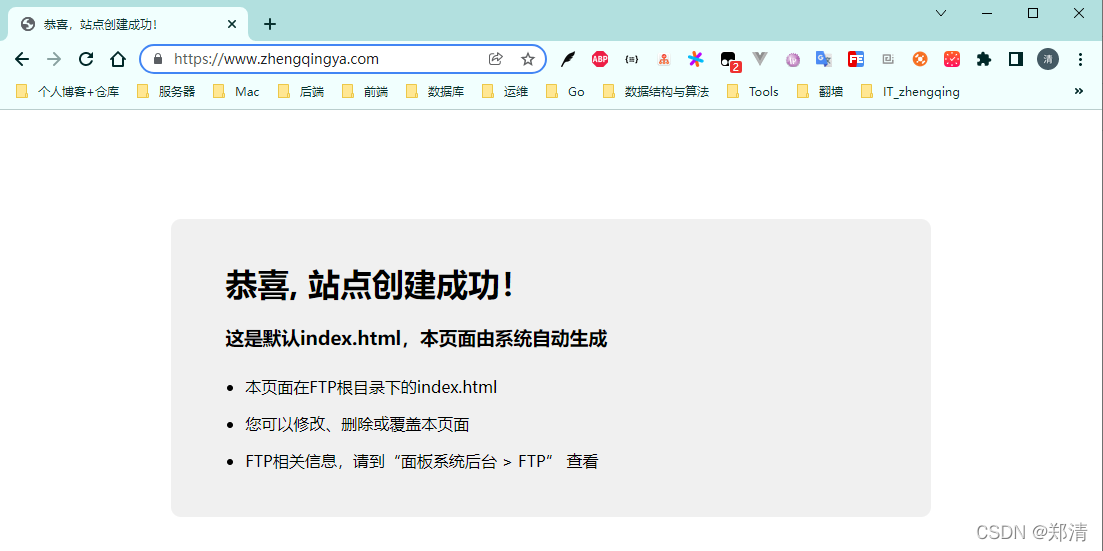 恭喜，站点创建成功！
https://www.zhengqingya.com
ABP
2
FE
清
个人博客+仓库 服务器 Mac 后端 前端 数据库 运维 Go 数据结构与算法 Tools 翻墙 IT_zhengqing »
恭喜, 站点创建成功！
这是默认index.html，本页面由系统自动生成
本页面在FTP根目录下的index.html
您可以修改、删除或覆盖本页面
FTP相关信息，请到“面板系统后台 > FTP” 查看
CSDN @郑清